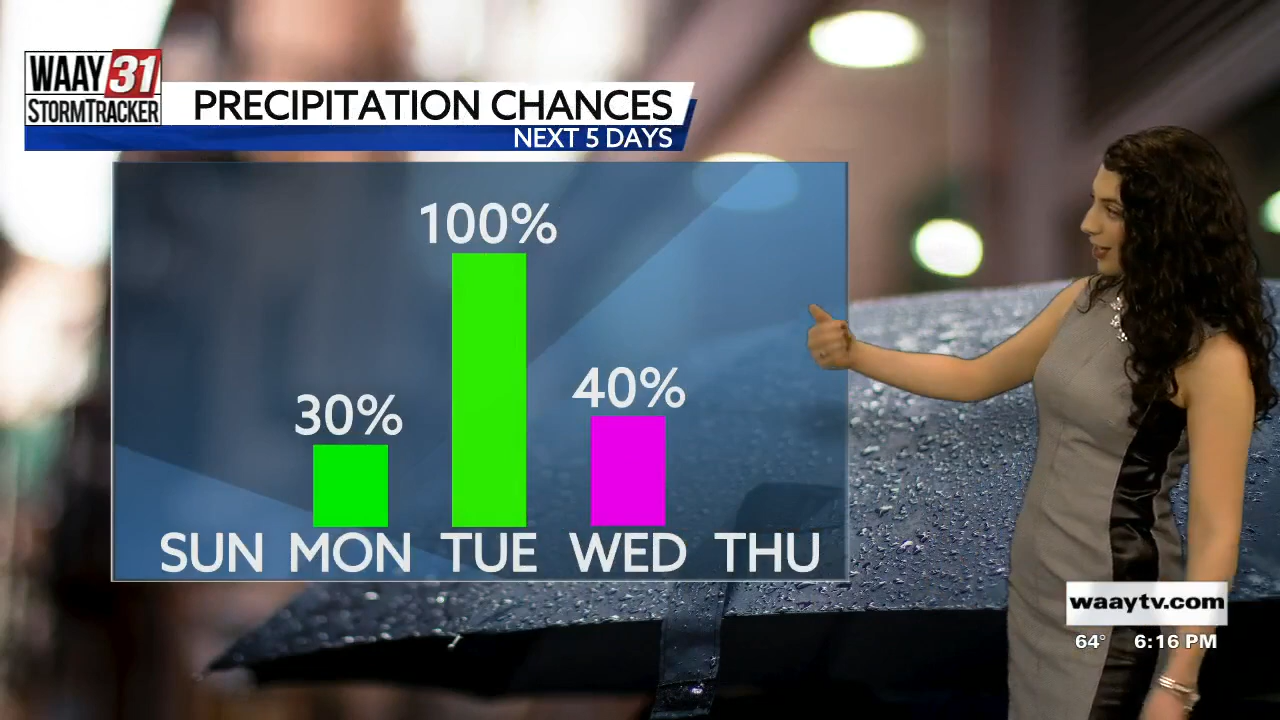 WAAY 31
STORMTRACKER
PRECIPITATION CHANCES
NEXT 5 DAYS
100%
40%
30%
SUN MON TUE WED THU
waaytv.com
64° 6:16 PM